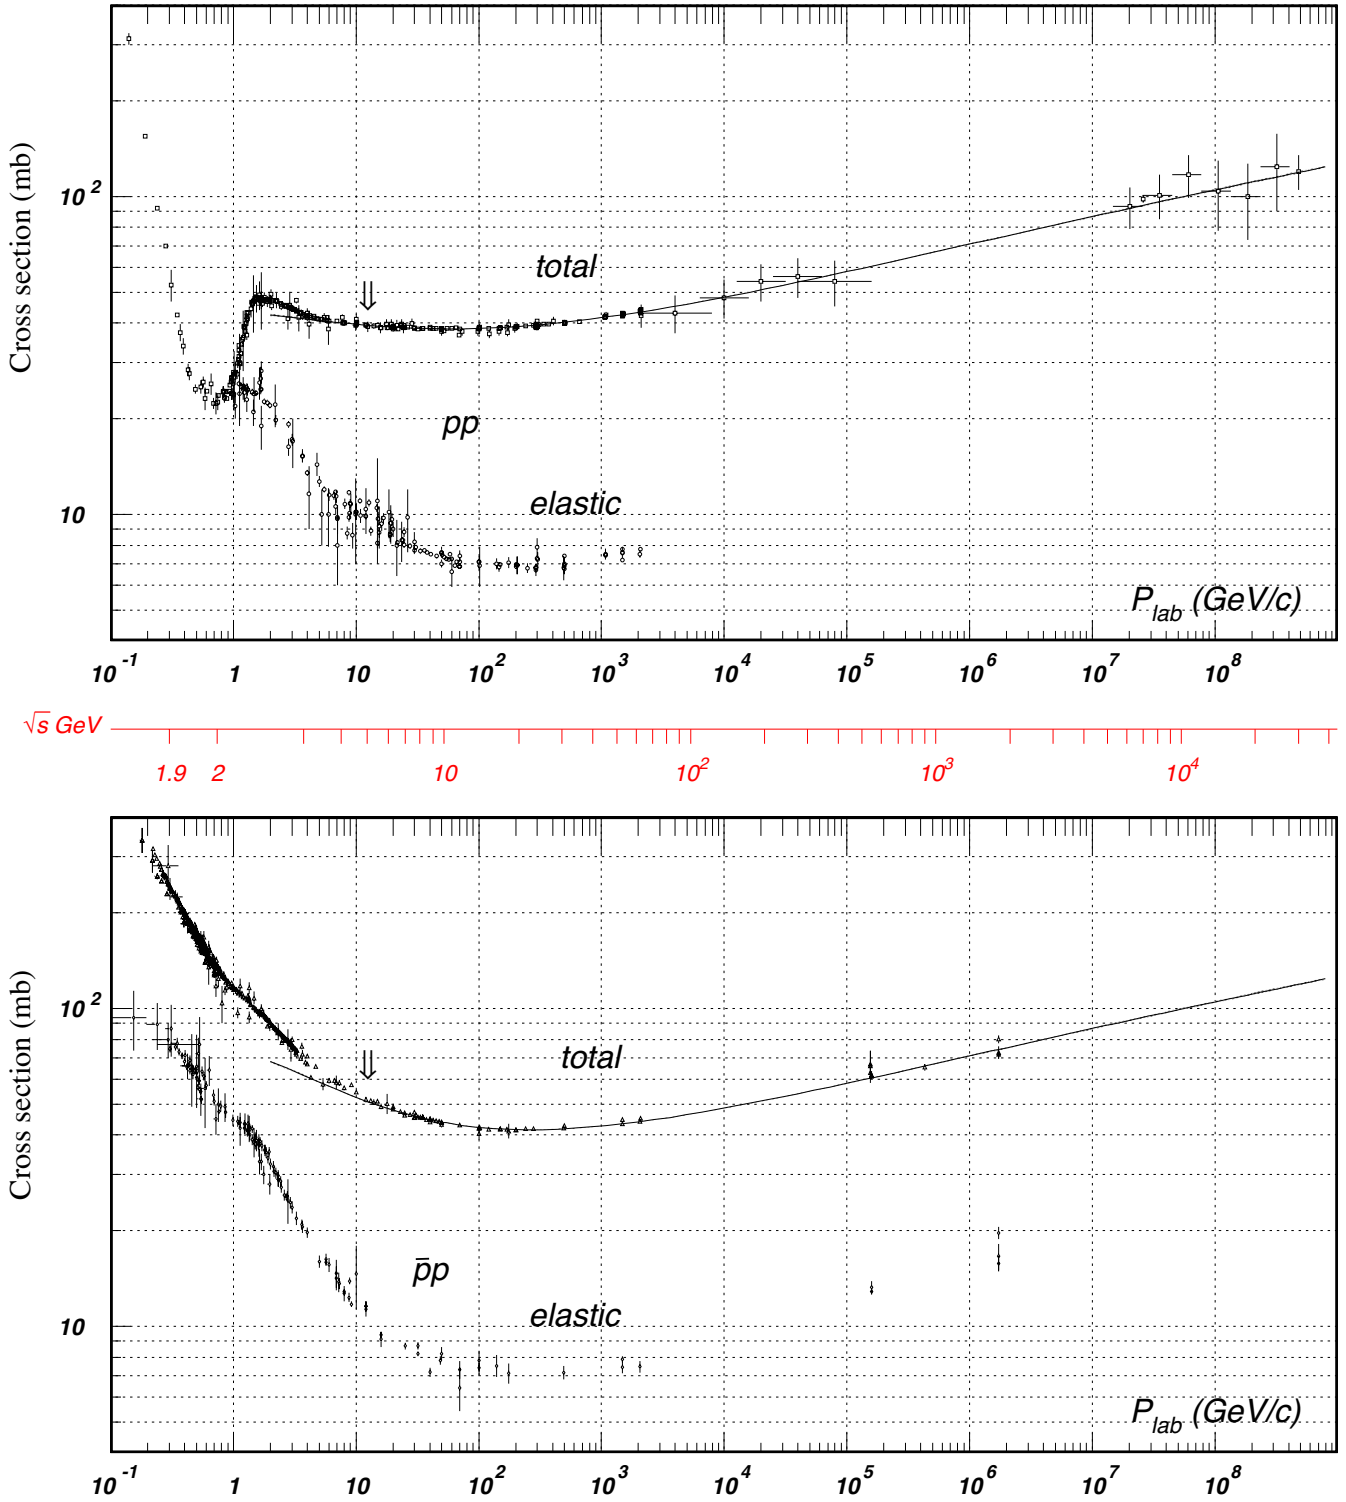 Cross section (mb)
10²
total
pp
elastic
10
P_lab (GeV/c)
10⁻¹ 1 10 10² 10³ 10⁴ 10⁵ 10⁶ 10⁷ 10⁸
√s GeV
1.9 2 10 10² 10³ 10⁴
Cross section (mb)
10²
total
p̄p
elastic
10
P_lab (GeV/c)
10⁻¹ 1 10 10² 10³ 10⁴ 10⁵ 10⁶ 10⁷ 10⁸